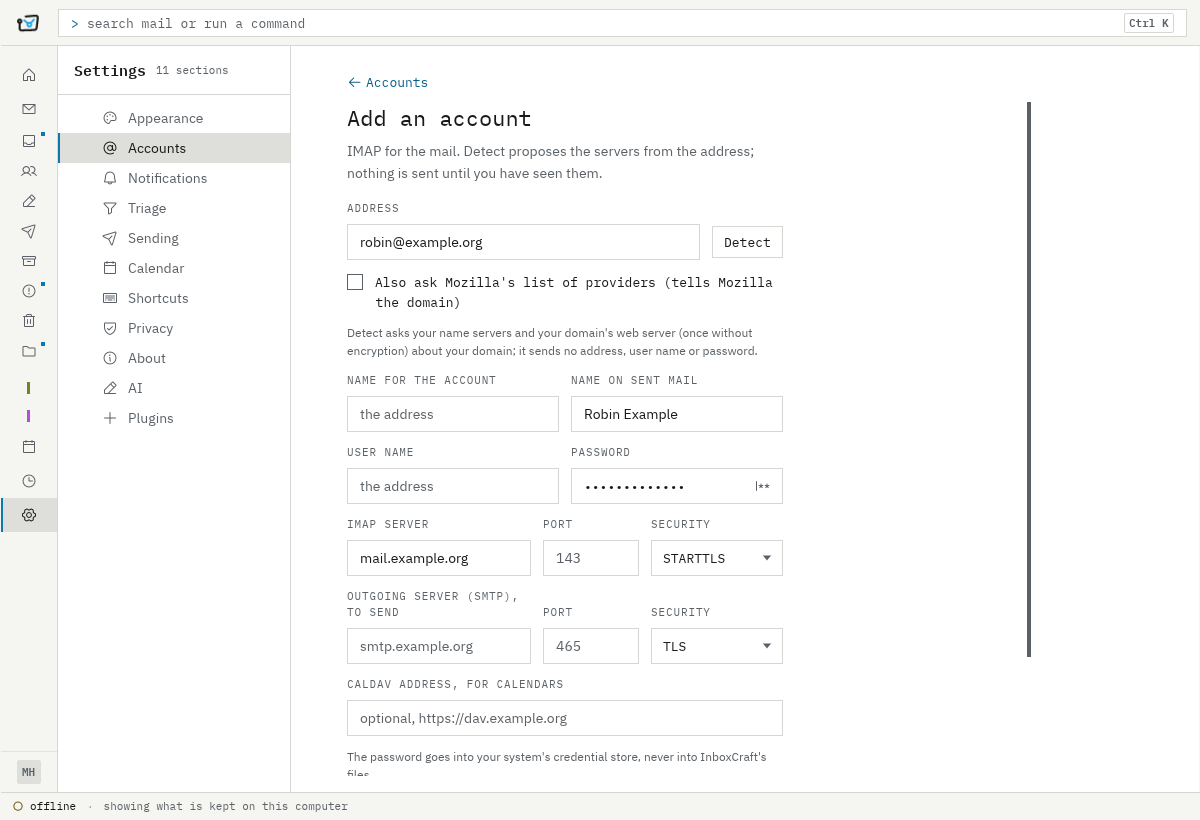 > search mail or run a command
Ctrl K
Settings 11 sections
Appearance
Accounts
Notifications
Triage
Sending
Calendar
Shortcuts
Privacy
About
AI
Plugins
MH
← Accounts
Add an account
IMAP for the mail. Detect proposes the servers from the address;
nothing is sent until you have seen them.
ADDRESS
robin@example.org
Detect
Also ask Mozilla's list of providers (tells Mozilla
the domain)
Detect asks your name servers and your domain's web server (once without
encryption) about your domain; it sends no address, user name or password.
NAME FOR THE ACCOUNT
NAME ON SENT MAIL
the address
Robin Example
USER NAME
PASSWORD
the address
•••••••••••••
|**
IMAP SERVER
PORT
SECURITY
mail.example.org
143
STARTTLS
OUTGOING SERVER (SMTP),
TO SEND
PORT
SECURITY
smtp.example.org
465
TLS
CALDAV ADDRESS, FOR CALENDARS
optional, https://dav.example.org
The password goes into your system's credential store, never into InboxCraft's
files.
offline · showing what is kept on this computer